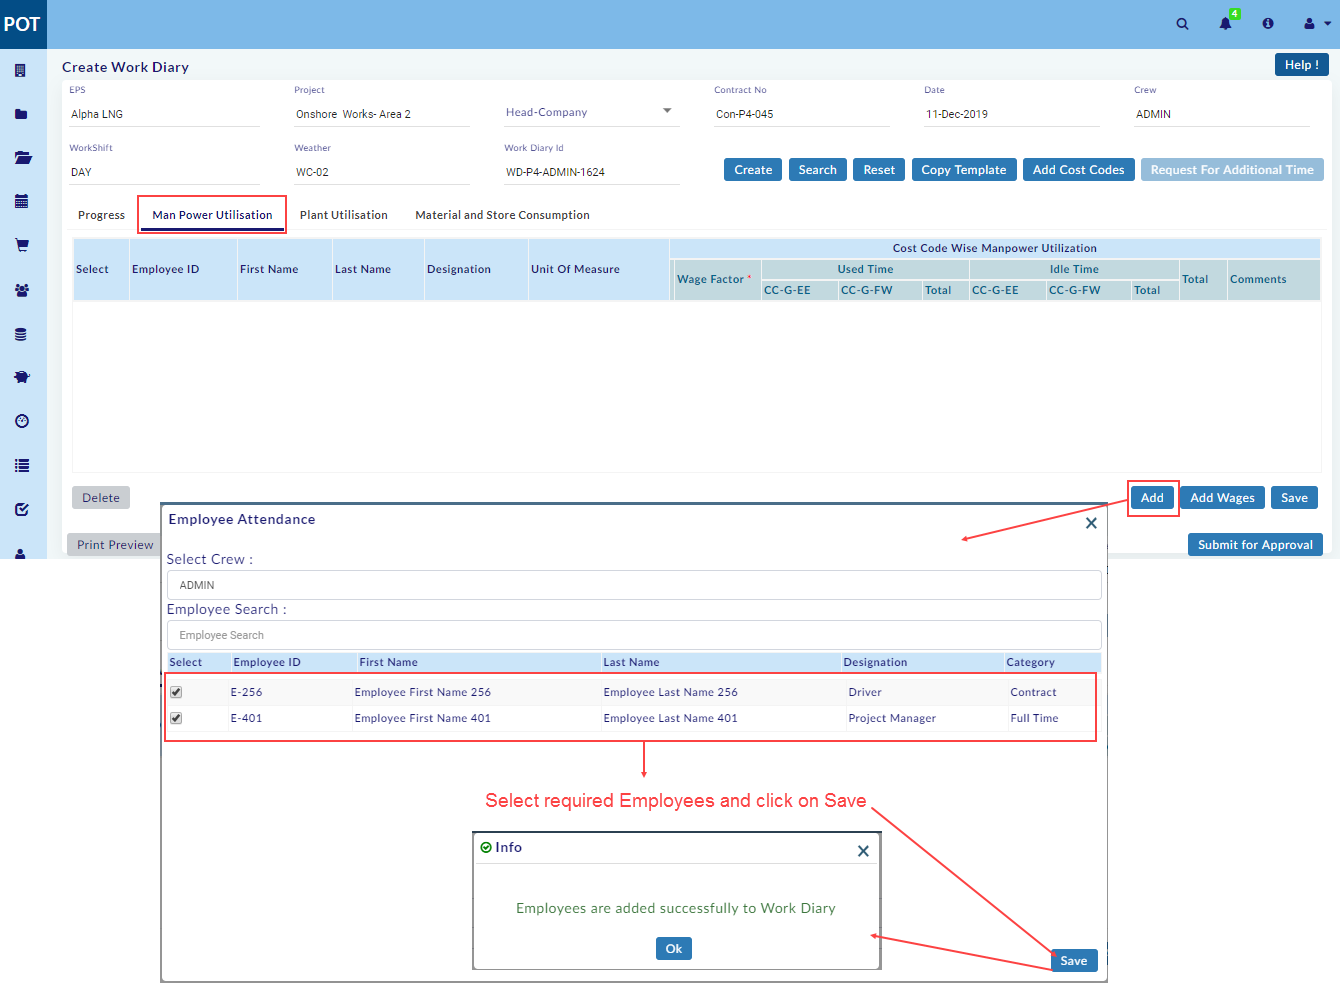 POT
4
Create Work Diary
Help !
EPS Project Contract No Date Crew
Alpha LNG Onshore Works- Area 2 Head-Company Con-P4-045 11-Dec-2019 ADMIN
WorkShift Weather Work Diary Id
DAY WC-02 WD-P4-ADMIN-1624
Create Search Reset Copy Template Add Cost Codes Request For Additional Time
Progress Man Power Utilisation Plant Utilisation Material and Store Consumption
Cost Code Wise Manpower Utilization
Select Employee ID First Name Last Name Designation Unit Of Measure
Wage Factor * Used Time Idle Time Total Comments
CC-G-EE CC-G-FW Total CC-G-EE CC-G-FW Total
Delete Add Add Wages Save
Print Preview Submit for Approval
Employee Attendance
Select Crew :
ADMIN
Employee Search :
Employee Search
Select Employee ID First Name Last Name Designation Category
E-256 Employee First Name 256 Employee Last Name 256 Driver Contract
E-401 Employee First Name 401 Employee Last Name 401 Project Manager Full Time
Select required Employees and click on Save
Info
Employees are added successfully to Work Diary
Ok
Save